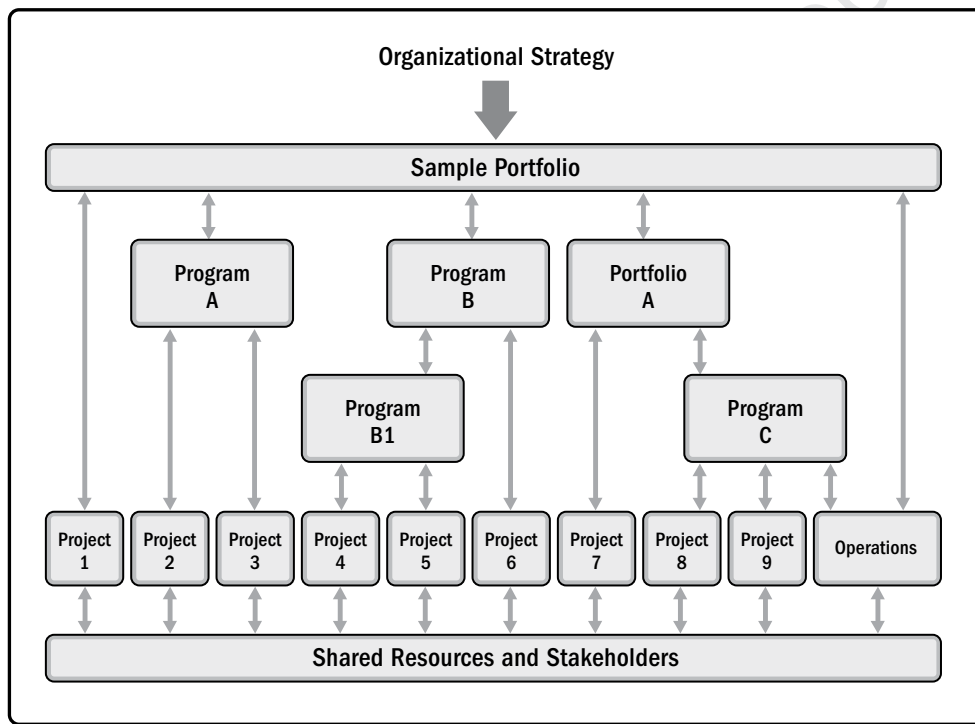 Organizational Strategy
Sample Portfolio
Program
A
Program
B
Portfolio
A
Program
B1
Program
C
Project
1
Project
2
Project
3
Project
4
Project
5
Project
6
Project
7
Project
8
Project
9
Operations
Shared Resources and Stakeholders